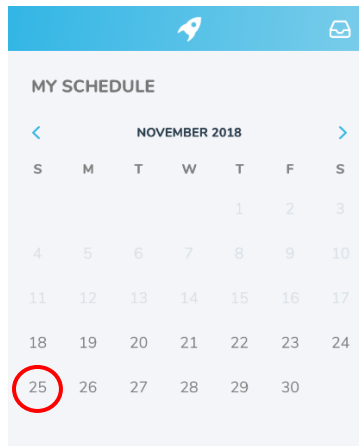 MY SCHEDULE
NOVEMBER 2018
S M T W T F S
1 2 3
4 5 6 7 8 9 10
11 12 13 14 15 16 17
18 19 20 21 22 23 24
25 26 27 28 29 30